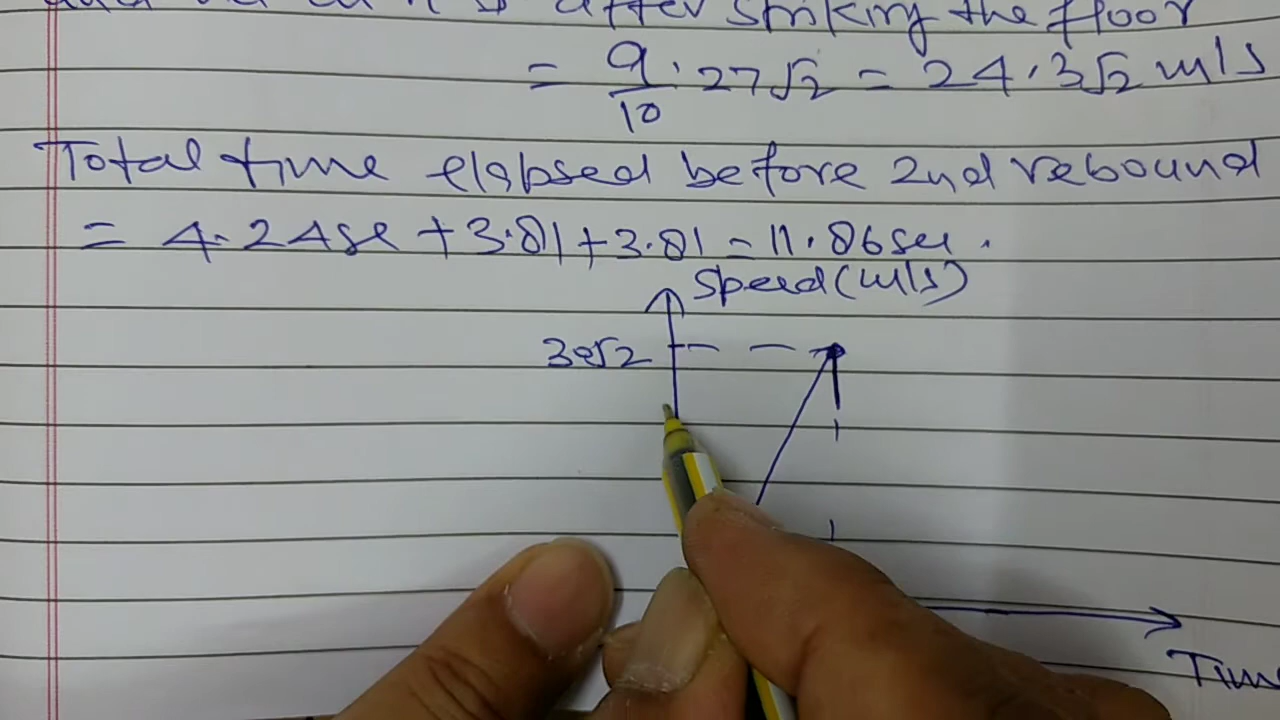 after striking the floor
= 9/10 . 27√2 = 24.3√2 m/s
Total time elapsed before 2nd rebound
= 4.24 sec + 3.81 + 3.81 = 11.86 sec.
Speed (m/s)
30√2